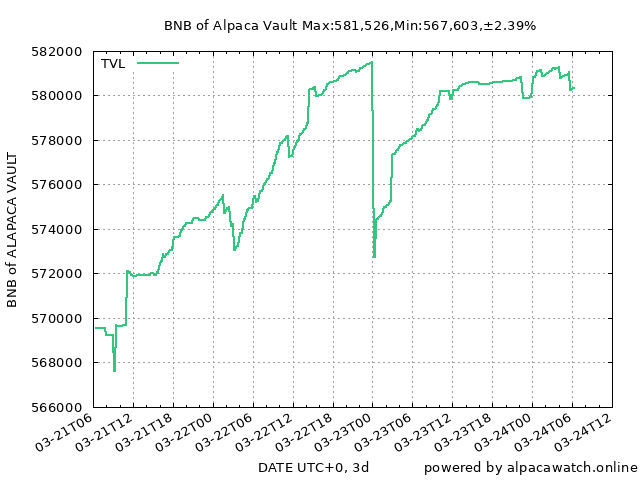 BNB of Alpaca Vault Max:581,526,Min:567,603,±2.39%
TVL
582000
580000
578000
576000
574000
572000
570000
568000
566000
BNB of ALAPACA VAULT
03-21T06
03-21T12
03-21T18
03-22T00
03-22T06
03-22T12
03-22T18
03-23T00
03-23T06
03-23T12
03-23T18
03-24T00
03-24T06
03-24T12
DATE UTC+0, 3d
powered by alpacawatch.online